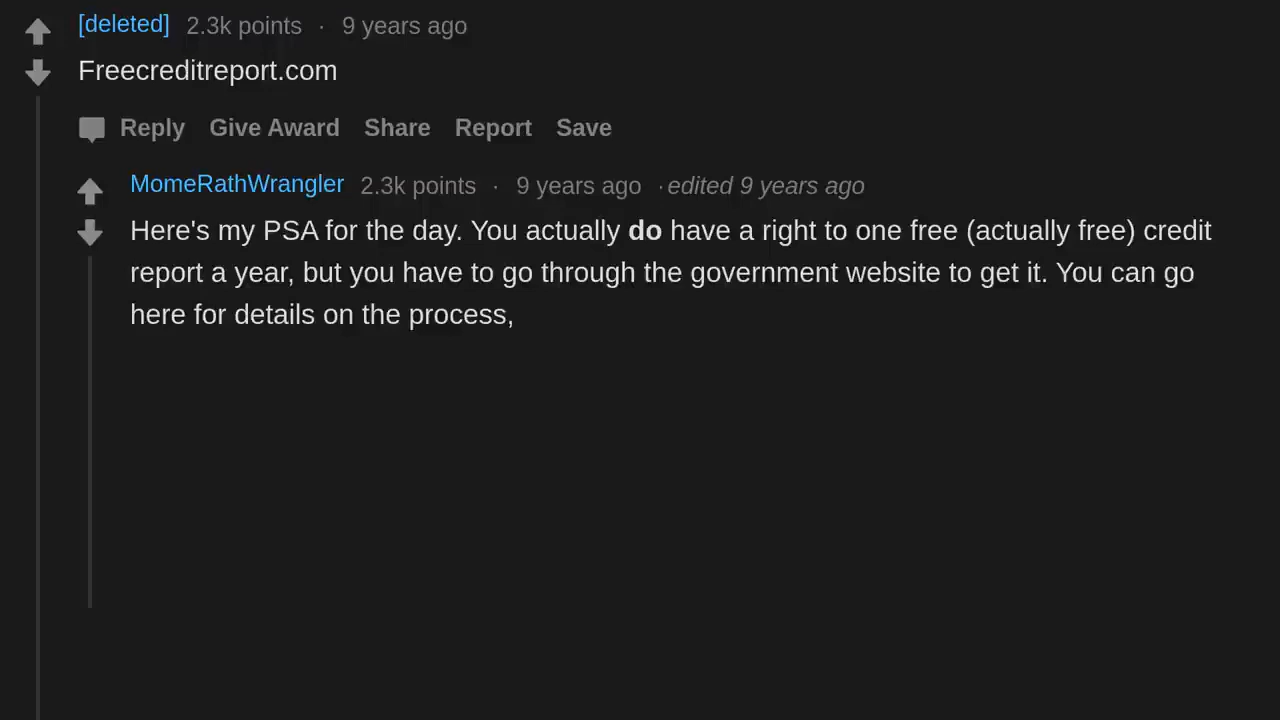 [deleted] 2.3k points · 9 years ago
Freecreditreport.com
Reply Give Award Share Report Save
MomeRathWrangler 2.3k points · 9 years ago · edited 9 years ago
Here's my PSA for the day. You actually do have a right to one free (actually free) credit
report a year, but you have to go through the government website to get it. You can go
here for details on the process,